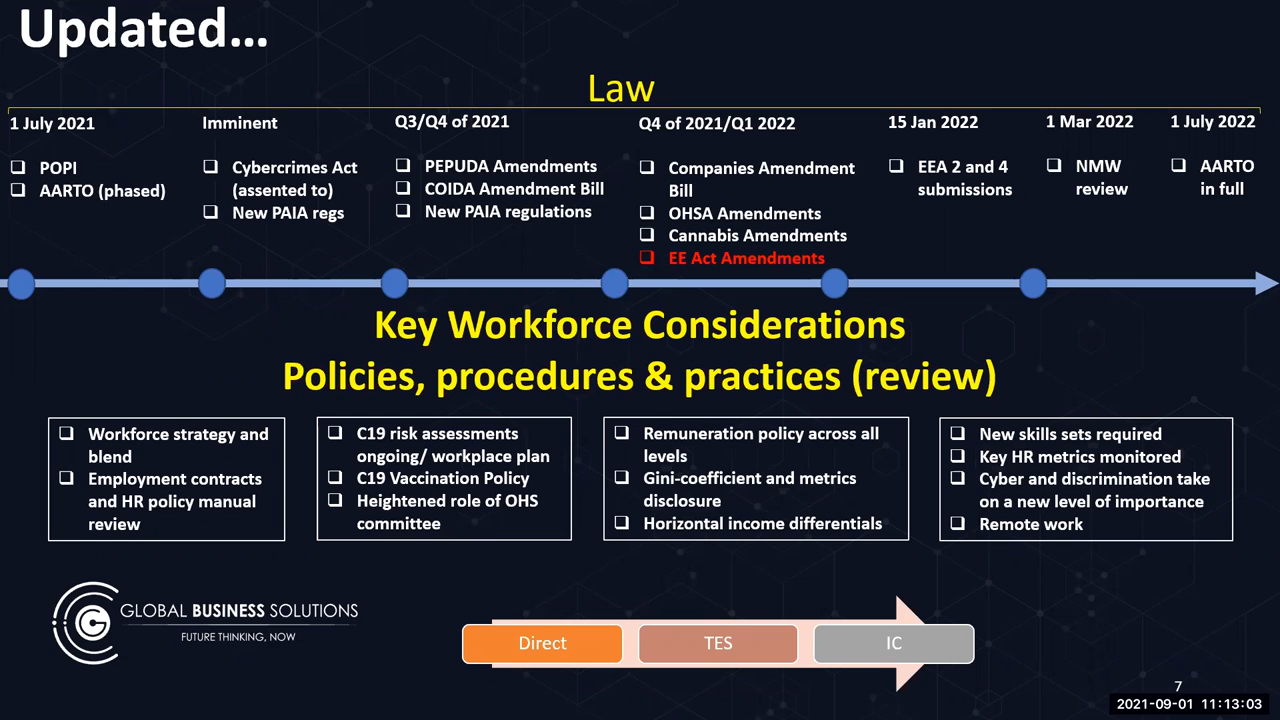 Updated...
Law
1 July 2021
❑ POPI
❑ AARTO (phased)
Imminent
❑ Cybercrimes Act
(assented to)
❑ New PAIA regs
Q3/Q4 of 2021
❑ PEPUDA Amendments
❑ COIDA Amendment Bill
❑ New PAIA regulations
Q4 of 2021/Q1 2022
❑ Companies Amendment
Bill
❑ OHSA Amendments
❑ Cannabis Amendments
❑ EE Act Amendments
15 Jan 2022
❑ EEA 2 and 4
submissions
1 Mar 2022
❑ NMW
review
1 July 2022
❑ AARTO
in full
Key Workforce Considerations
Policies, procedures & practices (review)
❑ Workforce strategy and
blend
❑ Employment contracts
and HR policy manual
review
❑ C19 risk assessments
ongoing/ workplace plan
❑ C19 Vaccination Policy
❑ Heightened role of OHS
committee
❑ Remuneration policy across all
levels
❑ Gini-coefficient and metrics
disclosure
❑ Horizontal income differentials
❑ New skills sets required
❑ Key HR metrics monitored
❑ Cyber and discrimination take
on a new level of importance
❑ Remote work
G
GLOBAL BUSINESS SOLUTIONS
FUTURE THINKING, NOW
Direct
TES
IC
7
2021-09-01 11:13:03